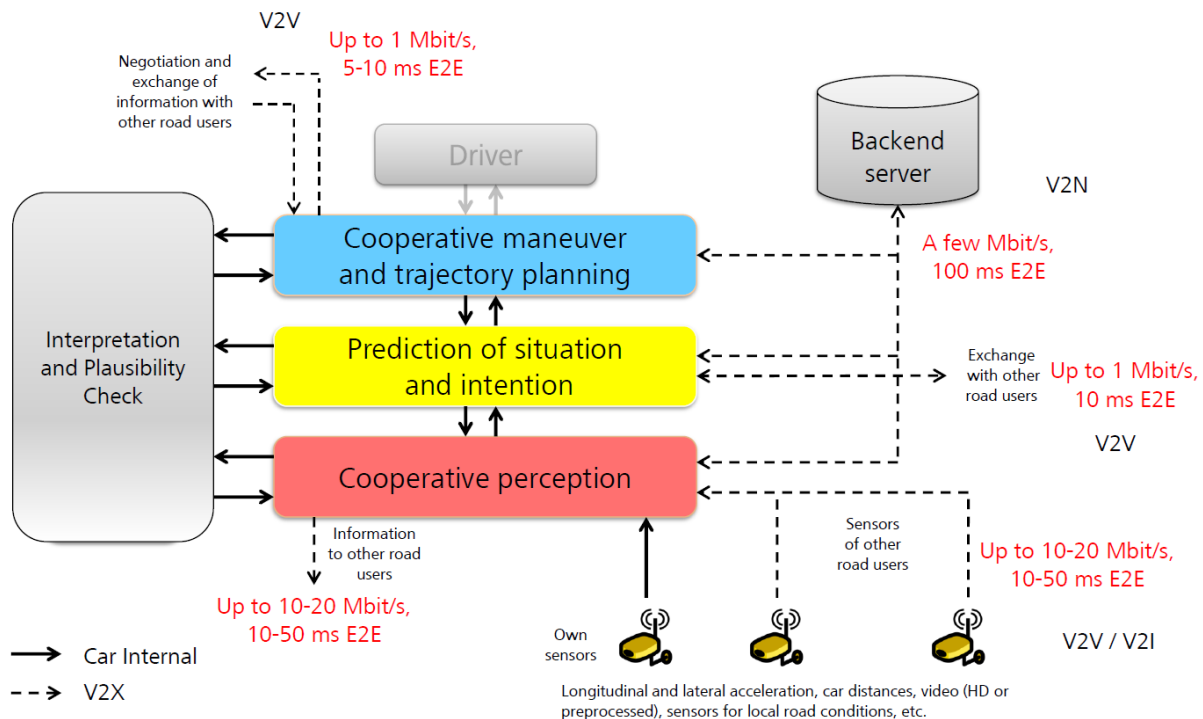 V2V
Up to 1 Mbit/s,
5-10 ms E2E
Negotiation and
exchange of
information with
other road users
Driver
Backend
server
V2N
Cooperative maneuver
and trajectory planning
A few Mbit/s,
100 ms E2E
Interpretation
and Plausibility
Check
Prediction of situation
and intention
Exchange
with other
road users
Up to 1 Mbit/s,
10 ms E2E
V2V
Cooperative perception
Information
to other road
users
Up to 10-20 Mbit/s,
10-50 ms E2E
Sensors
of other
road users
Up to 10-20 Mbit/s,
10-50 ms E2E
Own
sensors
V2V / V2I
Car Internal
V2X
Longitudinal and lateral acceleration, car distances, video (HD or
preprocessed), sensors for local road conditions, etc.